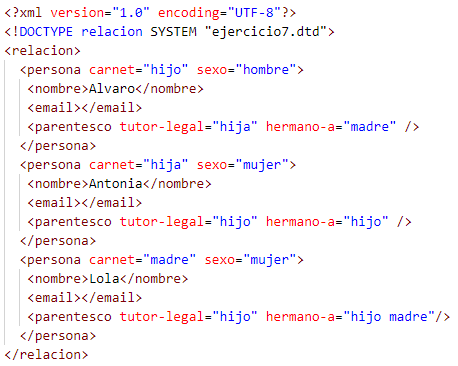 <?xml version="1.0" encoding="UTF-8"?>
<!DOCTYPE relacion SYSTEM "ejercicio7.dtd">
<relacion>
  <persona carnet="hijo" sexo="hombre">
   <nombre>Alvaro</nombre>
   <email></email>
   <parentesco tutor-legal="hija" hermano-a="madre" />
  </persona>
  <persona carnet="hija" sexo="mujer">
   <nombre>Antonia</nombre>
   <email></email>
   <parentesco tutor-legal="hijo" hermano-a="hijo" />
  </persona>
  <persona carnet="madre" sexo="mujer">
   <nombre>Lola</nombre>
   <email></email>
   <parentesco tutor-legal="hijo" hermano-a="hijo madre"/>
  </persona>
</relacion>